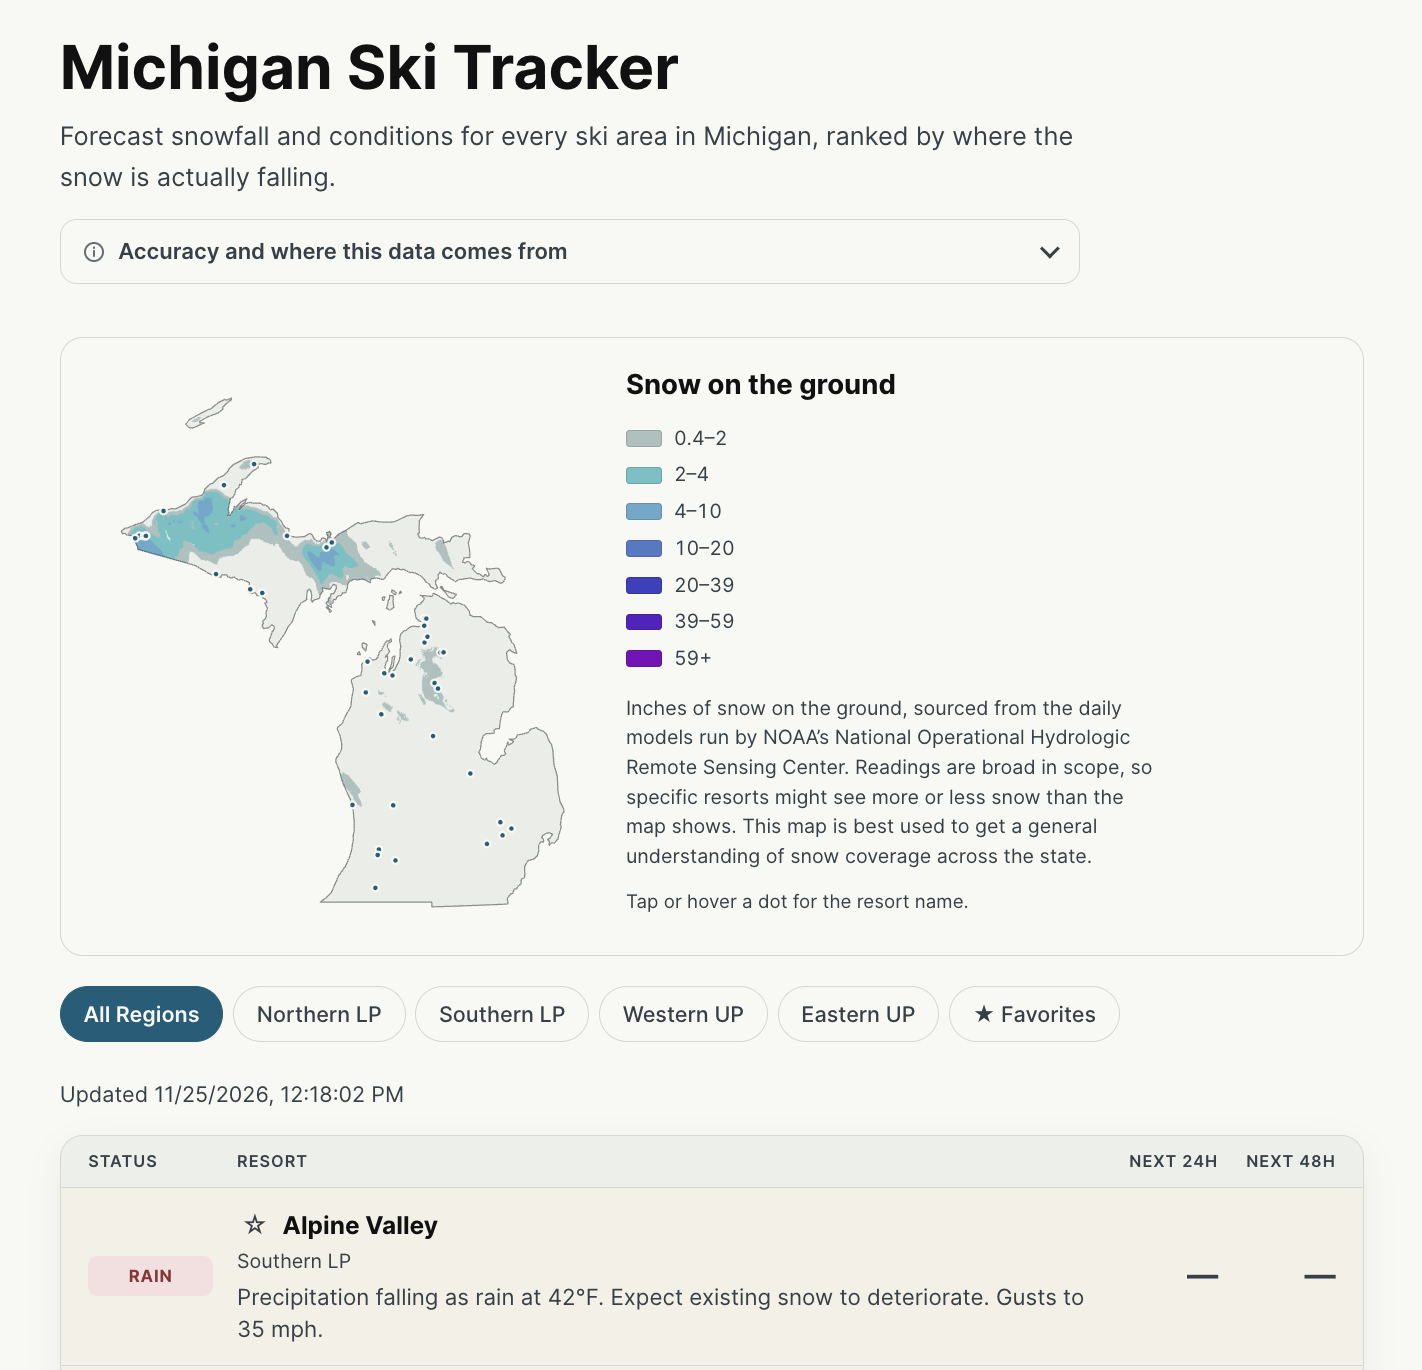 Michigan Ski Tracker
Forecast snowfall and conditions for every ski area in Michigan, ranked by where the
snow is actually falling.
Accuracy and where this data comes from
Snow on the ground
0.4–2
2–4
4–10
10–20
20–39
39–59
59+
Inches of snow on the ground, sourced from the daily
models run by NOAA’s National Operational Hydrologic
Remote Sensing Center. Readings are broad in scope, so
specific resorts might see more or less snow than the
map shows. This map is best used to get a general
understanding of snow coverage across the state.
Tap or hover a dot for the resort name.
All Regions Northern LP Southern LP Western UP Eastern UP ★ Favorites
Updated 11/25/2026, 12:18:02 PM
STATUS RESORT NEXT 24H NEXT 48H
☆ Alpine Valley
Southern LP
RAIN — —
Precipitation falling as rain at 42°F. Expect existing snow to deteriorate. Gusts to
35 mph.